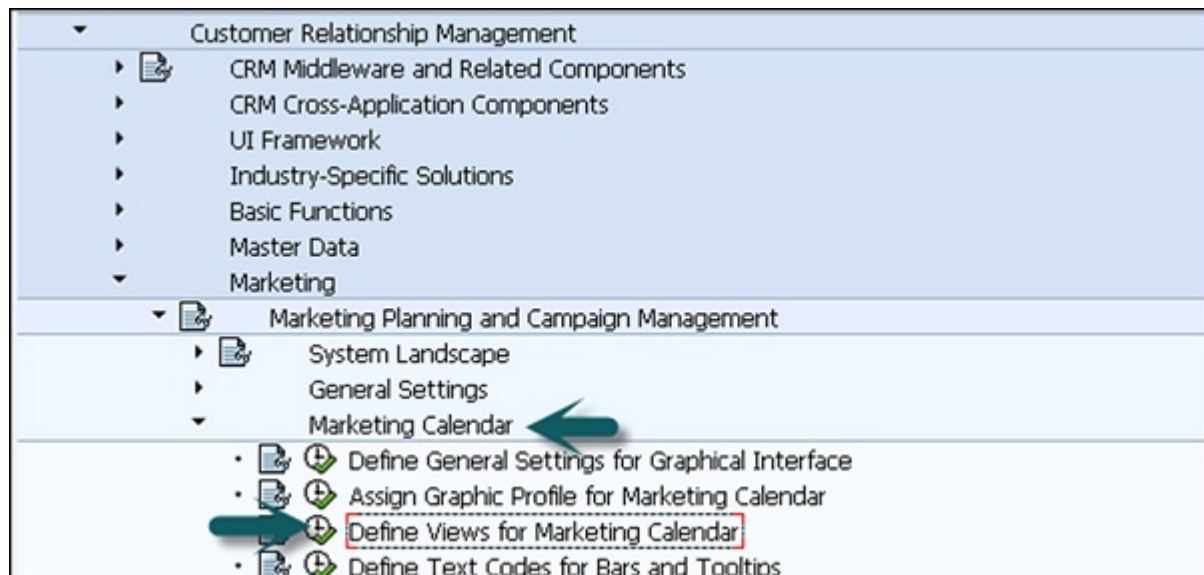 Customer Relationship Management
CRM Middleware and Related Components
CRM Cross-Application Components
UI Framework
Industry-Specific Solutions
Basic Functions
Master Data
Marketing
Marketing Planning and Campaign Management
System Landscape
General Settings
Marketing Calendar
Define General Settings for Graphical Interface
Assign Graphic Profile for Marketing Calendar
Define Views for Marketing Calendar
Define Text Codes for Bars and Tooltips